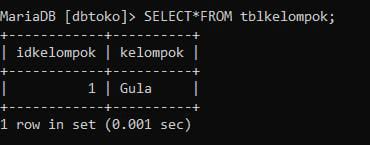 MariaDB [dbtoko]> SELECT*FROM tblkelompok;
+------------+----------+
| idkelompok | kelompok |
+------------+----------+
|          1 | Gula     |
+------------+----------+
1 row in set (0.001 sec)